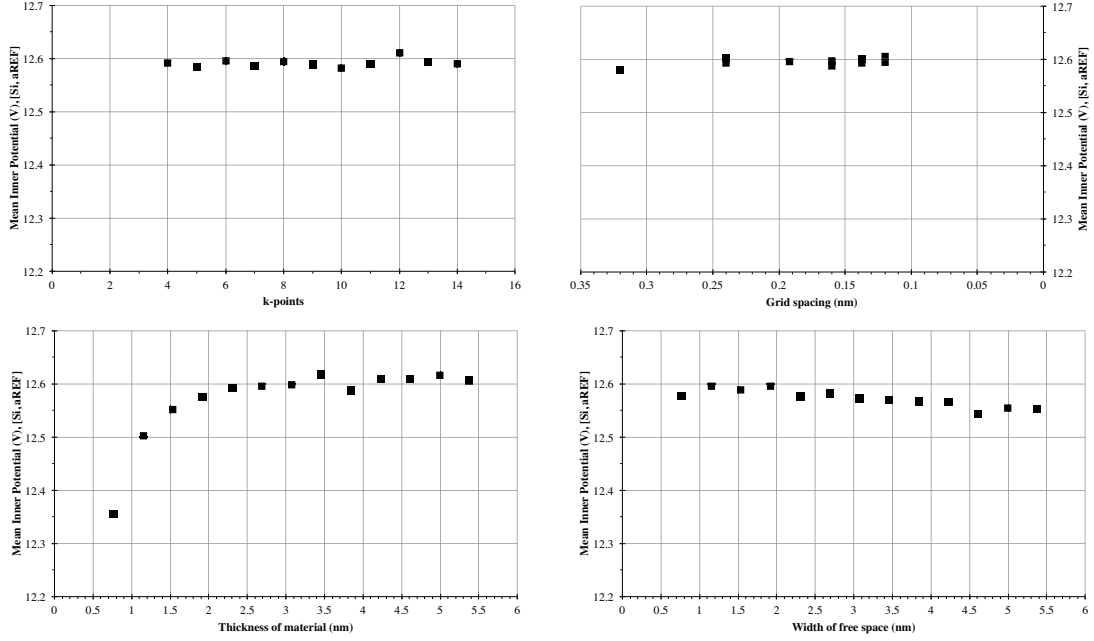 12.7
12.6
12.5
12.4
12.3
12.2
0 2 4 6 8 10 12 14 16
k-points
Mean Inner Potential (V), [Si, aREF]
12.7
12.6
12.5
12.4
12.3
12.2
0.35 0.3 0.25 0.2 0.15 0.1 0.05 0
Grid spacing (nm)
Mean Inner Potential (V), [Si, aREF]
12.7
12.6
12.5
12.4
12.3
12.2
0 0.5 1 1.5 2 2.5 3 3.5 4 4.5 5 5.5 6
Thickness of material (nm)
Mean Inner Potential (V), [Si, aREF]
12.7
12.6
12.5
12.4
12.3
12.2
0 0.5 1 1.5 2 2.5 3 3.5 4 4.5 5 5.5 6
Width of free space (nm)
Mean Inner Potential (V), [Si, aREF]